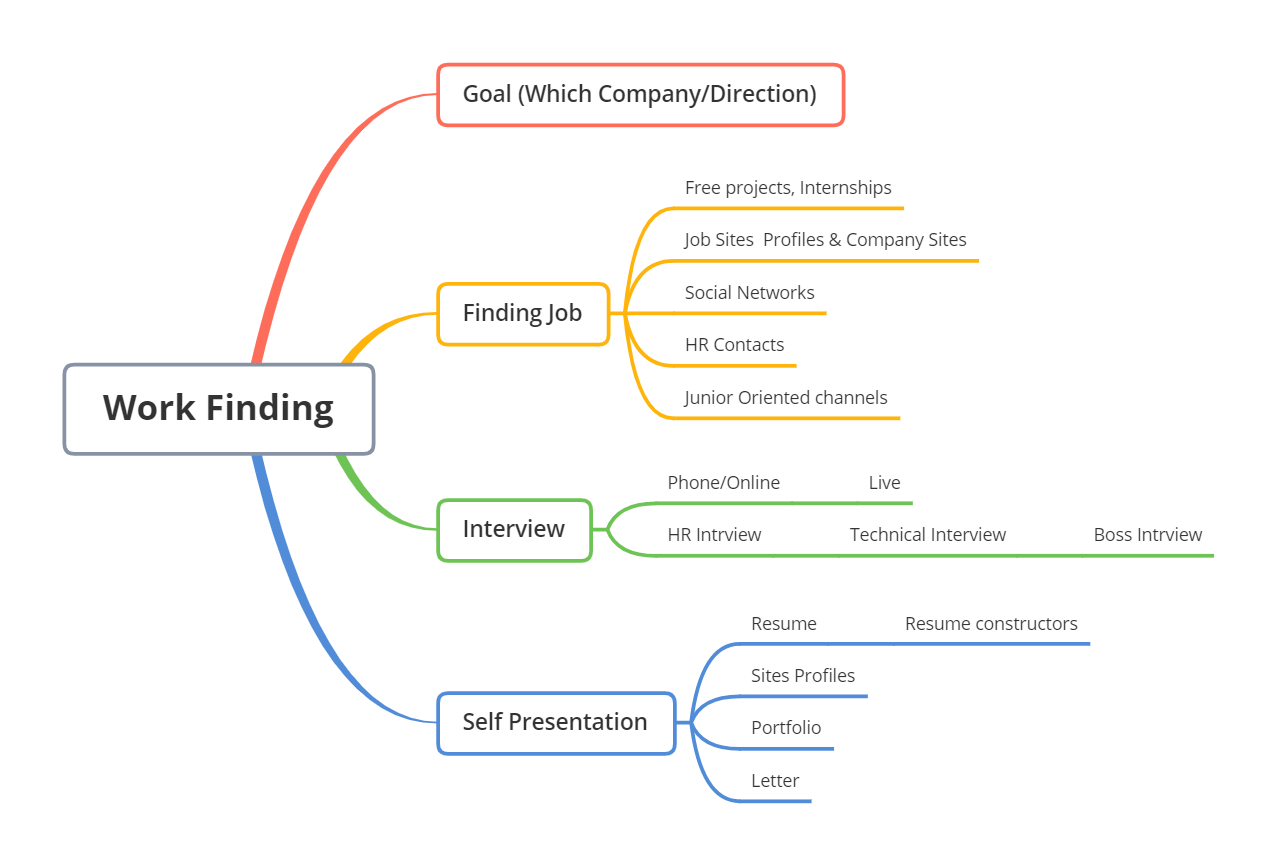 Goal (Which Company/Direction)
Free projects, Internships
Job Sites  Profiles & Company Sites
Finding Job
Social Networks
HR Contacts
Junior Oriented channels
Work Finding
Phone/Online
Live
Interview
HR Intrview
Technical Interview
Boss Intrview
Resume
Resume constructors
Sites Profiles
Self Presentation
Portfolio
Letter